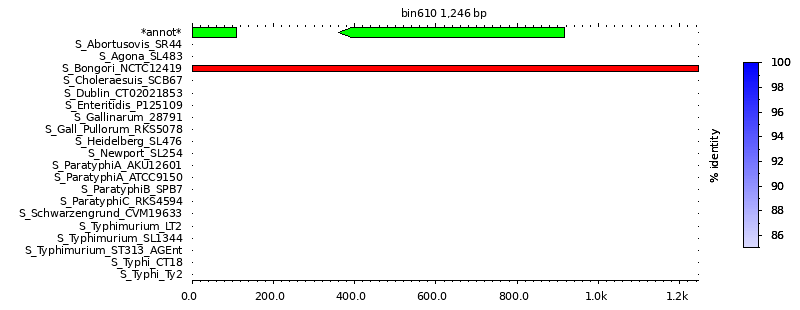 bin610 1,246 bp
*annot*
S_Abortusovis_SR44
S_Agona_SL483
S_Bongori_NCTC12419
S_Choleraesuis_SCB67
S_Dublin_CT02021853
S_Enteritidis_P125109
S_Gallinarum_28791
S_Gall_Pullorum_RKS5078
S_Heidelberg_SL476
S_Newport_SL254
S_ParatyphiA_AKU12601
S_ParatyphiA_ATCC9150
S_ParatyphiB_SPB7
S_ParatyphiC_RKS4594
S_Schwarzengrund_CVM19633
S_Typhimurium_LT2
S_Typhimurium_SL1344
S_Typhimurium_ST313_AGEnt
S_Typhi_CT18
S_Typhi_Ty2
0.0 200.0 400.0 600.0 800.0 1.0k 1.2k
% identity
100
98
96
94
92
90
88
86